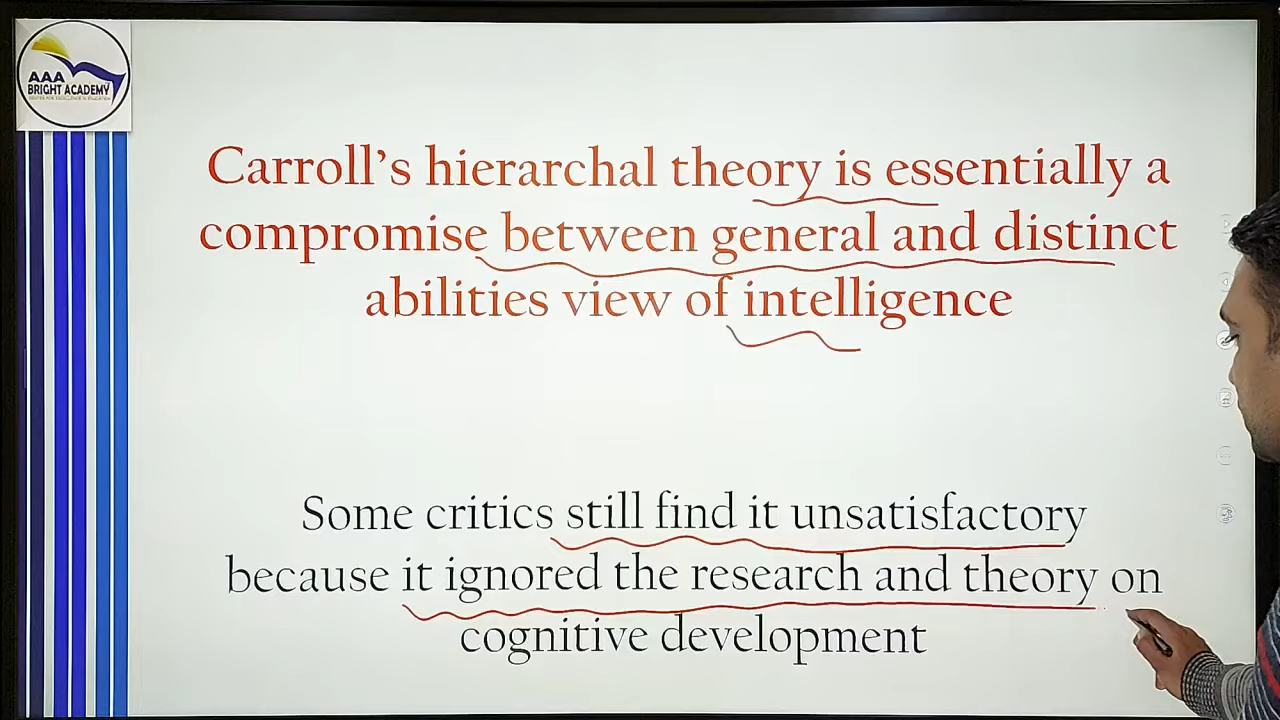 AAA
BRIGHT ACADEMY
Carroll's hierarchal theory is essentially a
compromise between general and distinct
abilities view of intelligence
Some critics still find it unsatisfactory
because it ignored the research and theory on
cognitive development